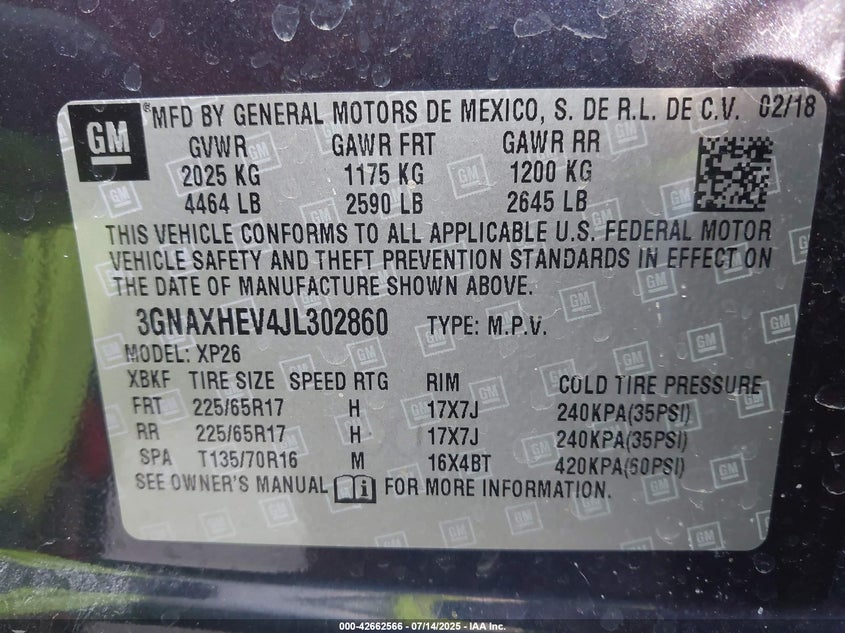 GM ®MFD BY GENERAL MOTORS DE MEXICO, S. DE R.L. DE C.V. 02/18
GVWR GAWR FRT GAWR RR
2025 KG 1175 KG 1200 KG
4464 LB 2590 LB 2645 LB
THIS VEHICLE CONFORMS TO ALL APPLICABLE U.S. FEDERAL MOTOR
VEHICLE SAFETY AND THEFT PREVENTION STANDARDS IN EFFECT ON
THE DATE OF MANUFACTURE SHOWN ABOVE.
3GNAXHEV4JL302860 TYPE: M.P.V.
MODEL: XP26
XBKF TIRE SIZE SPEED RTG RIM COLD TIRE PRESSURE
FRT 225/65R17 H 17X7J 240KPA(35PSI)
RR 225/65R17 H 17X7J 240KPA(35PSI)
SPA T135/70R16 M 16X4BT 420KPA(60PSI)
SEE OWNER'S MANUAL i FOR MORE INFORMATION.
000-42662566 - 07/14/2025 - IAA Inc.